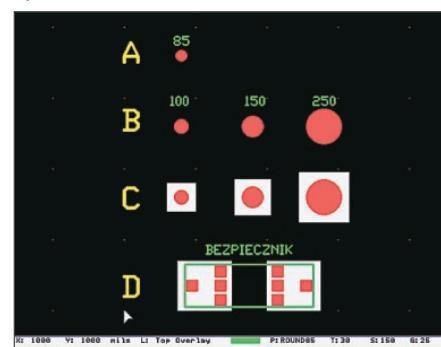 A 85
B 100 150 250
C
BEZPIECZNIK
D
X: 1000 Y: 1000 mils L: Top Overlay P:ROUND85 T:30 S:150 G:25